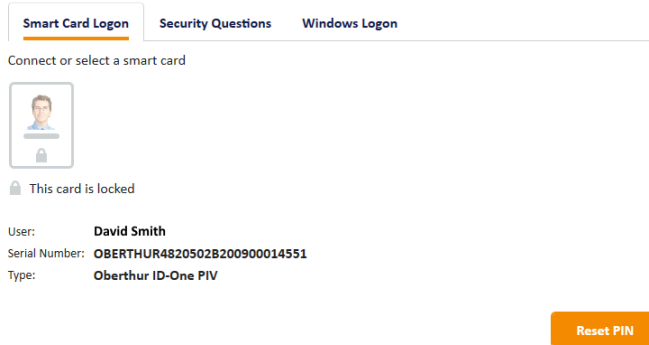 Smart Card Logon Security Questions Windows Logon
Connect or select a smart card
This card is locked
User: David Smith
Serial Number: OBERTHUR4820502B200900014551
Type: Oberthur ID-One PIV
Reset PIN